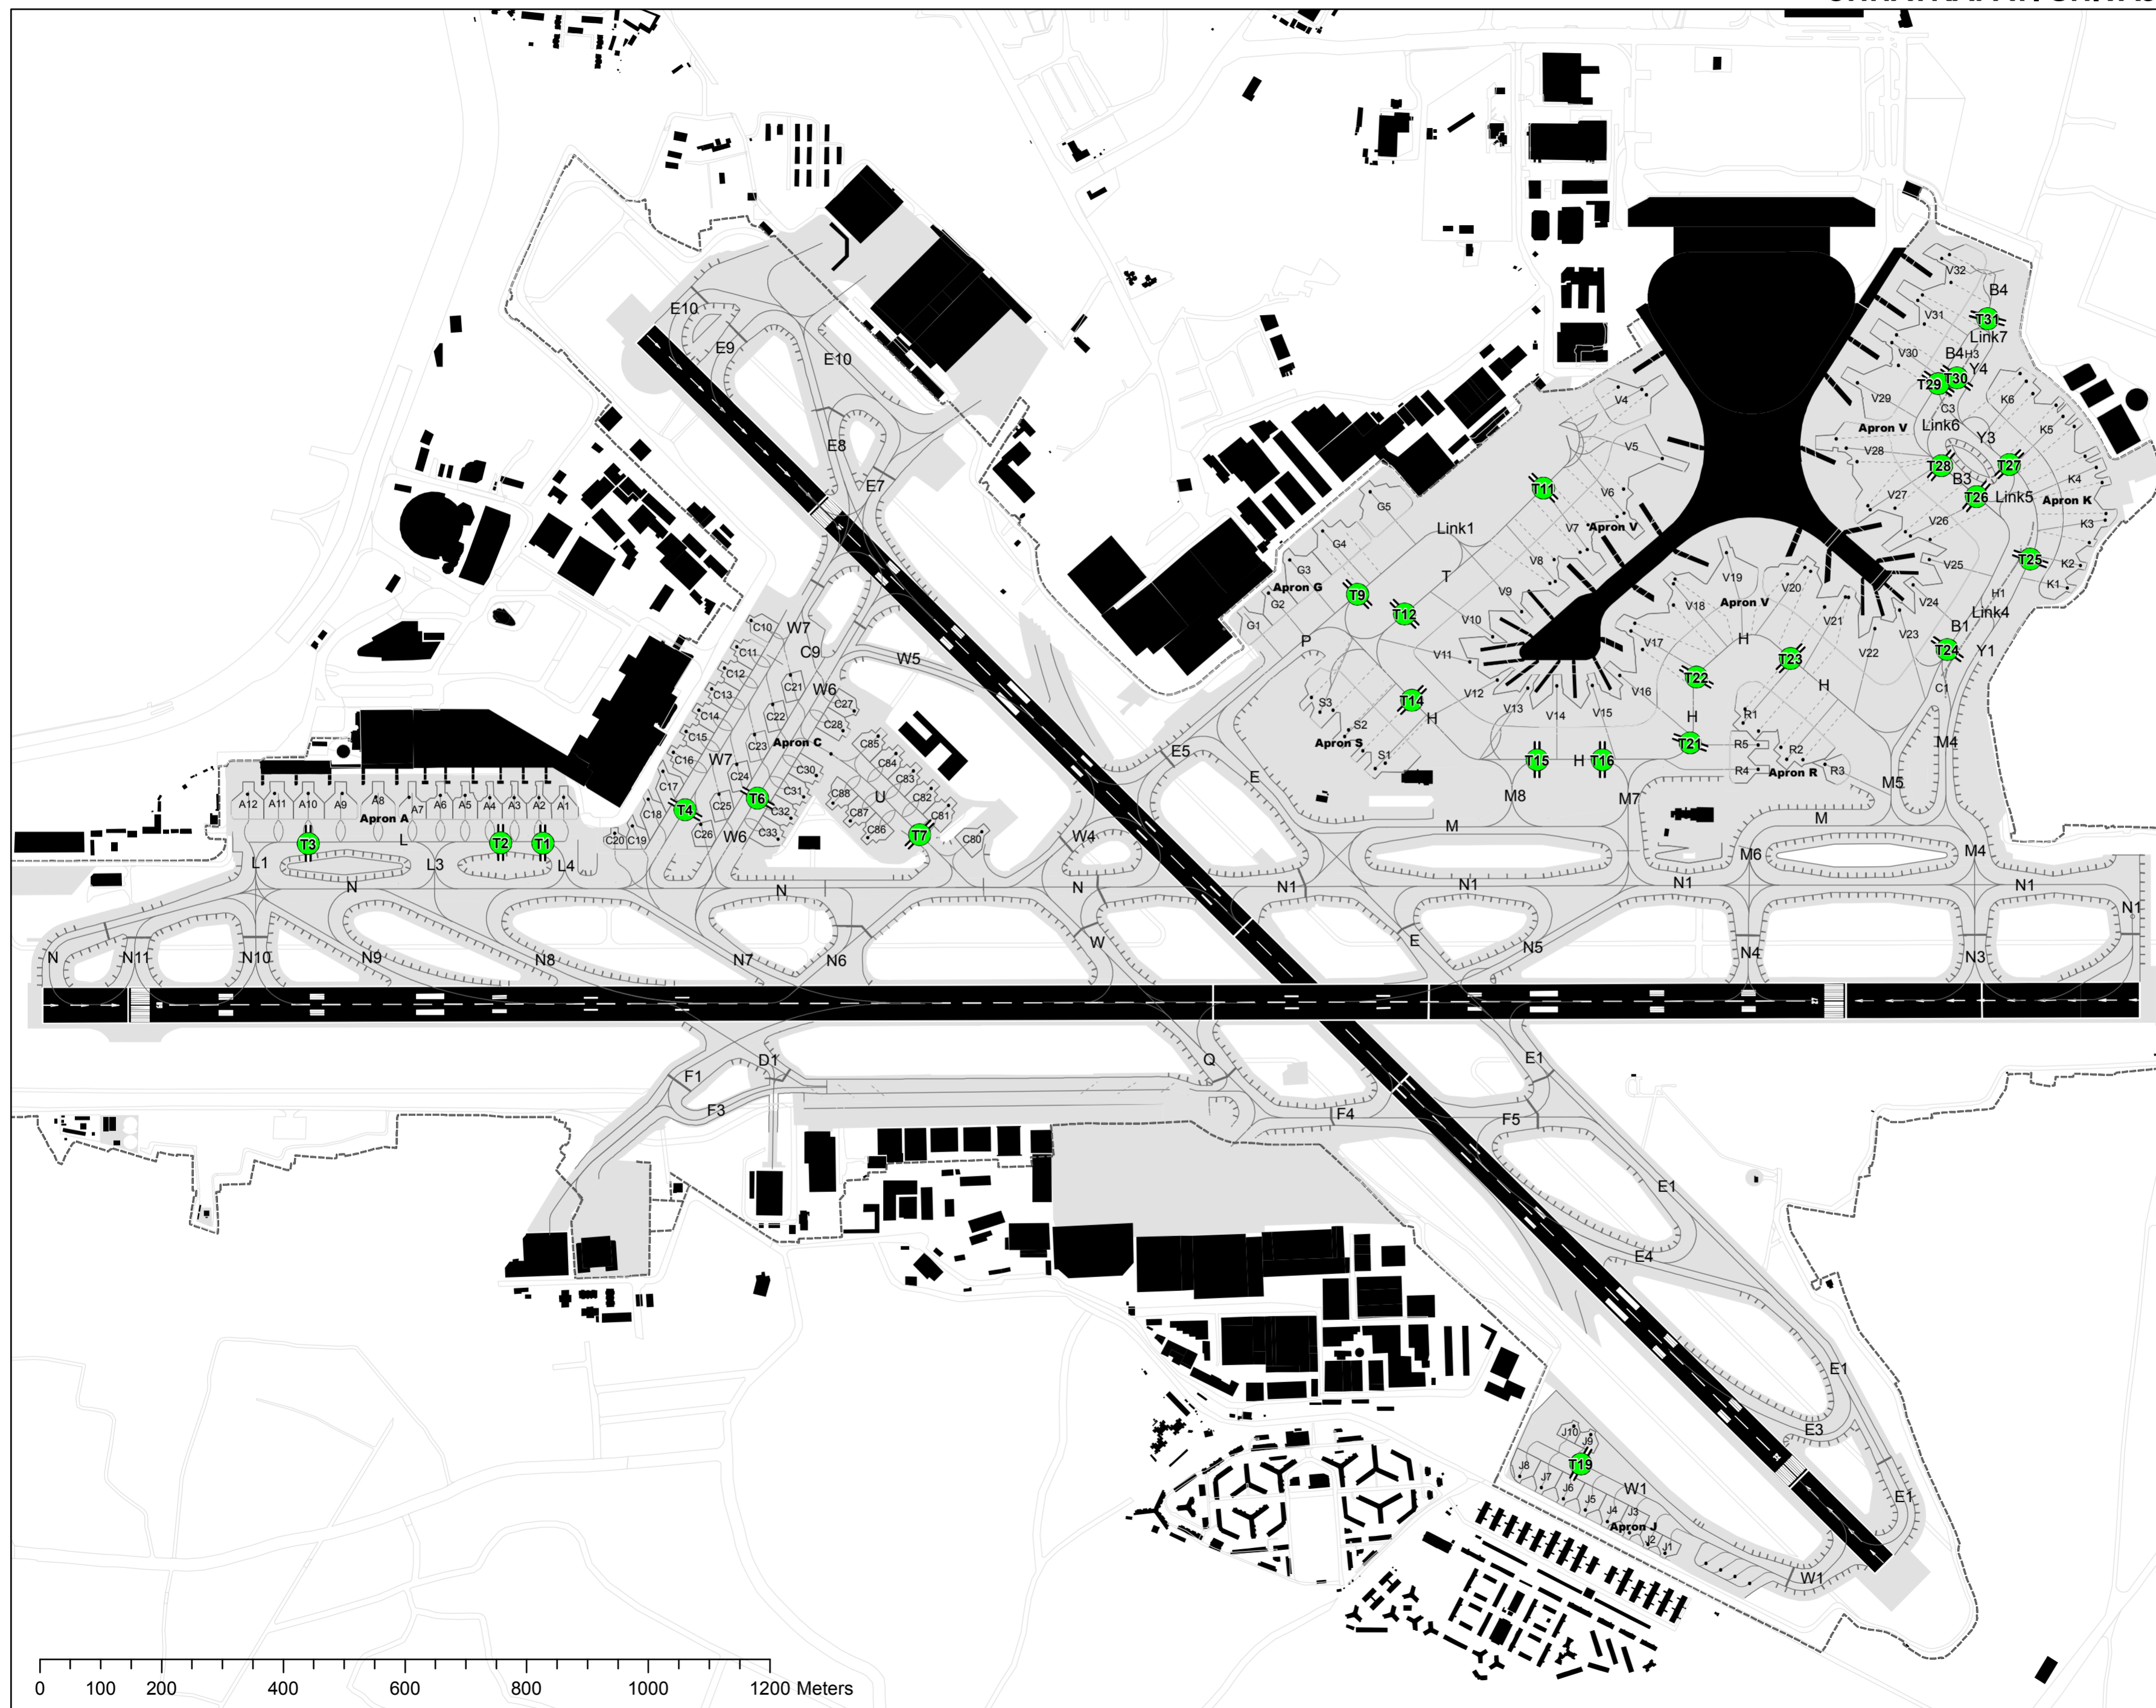 V32
B4
E10
T31
V31
Link7
E9
E10
V30
B4
H3
Y4
T29
T30
V4
V29
K6
C3
Apron V
Link6
K5
E8
V5
Y3
V28
T28
T27
K4
E7
T11
V6
B3
V27
T26
Link5
Apron K
G5
Link1
V7
Apron V
V26
K3
G4
V8
T25
K2
G3
V19
V20
V25
K1
Apron G
T
V9
V18
Apron V
V24
H1
G2
T9
T12
V10
V21
Link4
C10
W7
G1
P
V17
H
V23
B1
C11
C9
W5
V11
T23
V22
T24
Y1
C12
T22
C21
W6
V12
V16
H
C1
C13
C27
S3
T14
V13
V14
V15
C14
C22
C28
S2
H
H
R1
C15
C23
Apron C
C85
Apron S
T21
R5
M4
C16
W7
C84
E5
S1
T15
H
T16
R2
C24
C30
C83
E
R4
Apron R
R3
C17
C88
U
C82
M8
M7
M5
A12
A11
A10
A9
A8
A7
A6
A5
A4
A3
A2
A1
C18
T4
C25
T6
C31
C81
Apron A
C32
C87
M
M
C20
C19
C26
W6
C33
C86
T7
C80
W4
T3
L
T2
T1
L1
L3
L4
M6
M4
N
N
N
N1
N1
N1
N1
N1
N
N11
N10
N9
N8
N7
N6
W
E
N5
N4
N3
D1
Q
E1
F1
F3
F4
F5
E1
E4
E1
E3
J10
J9
T19
J8
J7
J6
J5
J4
J3
J2
J1
Apron J
W1
E1
W1
0 100 200 400 600 800 1000 1200 Meters